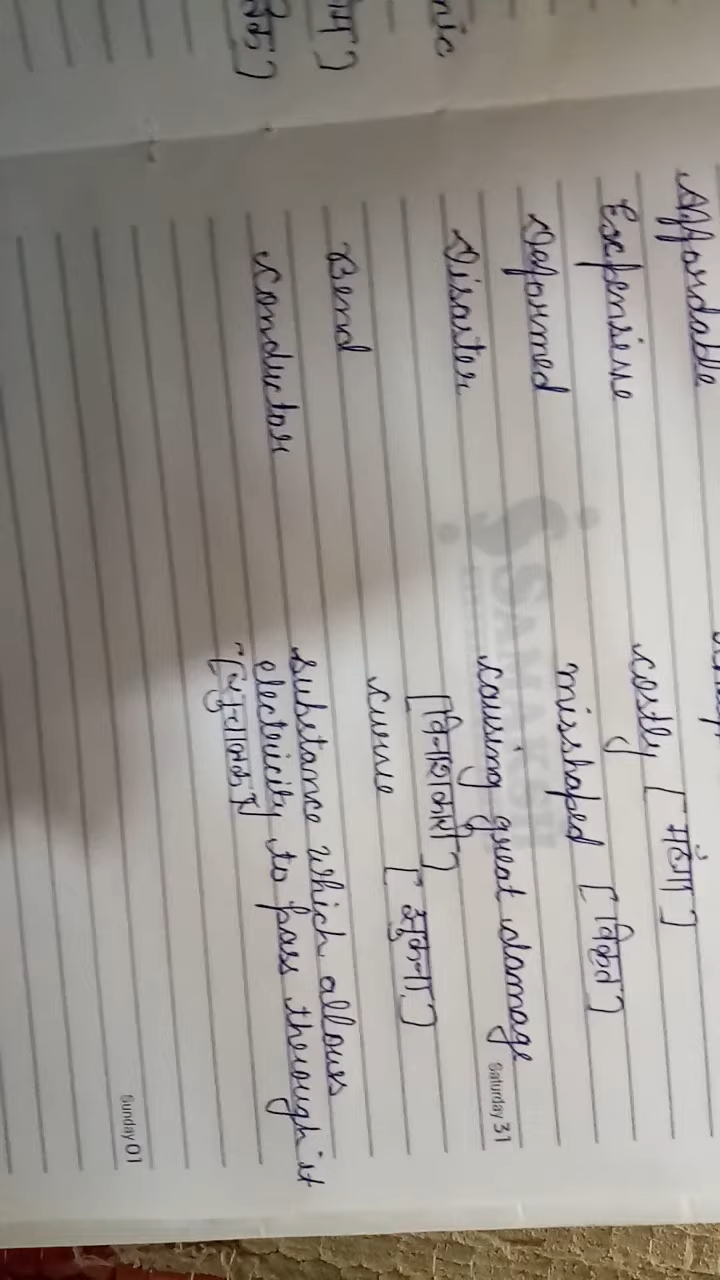 Affordable
Expensive costly [महँगा]
Deformed misshaped [विकृत]
Disaster causing great damage
Saturday 31
[विनाशकारी]
Bend curve [झुकना]
Conductor substance which allows
electricity to pass through it
Sunday 01